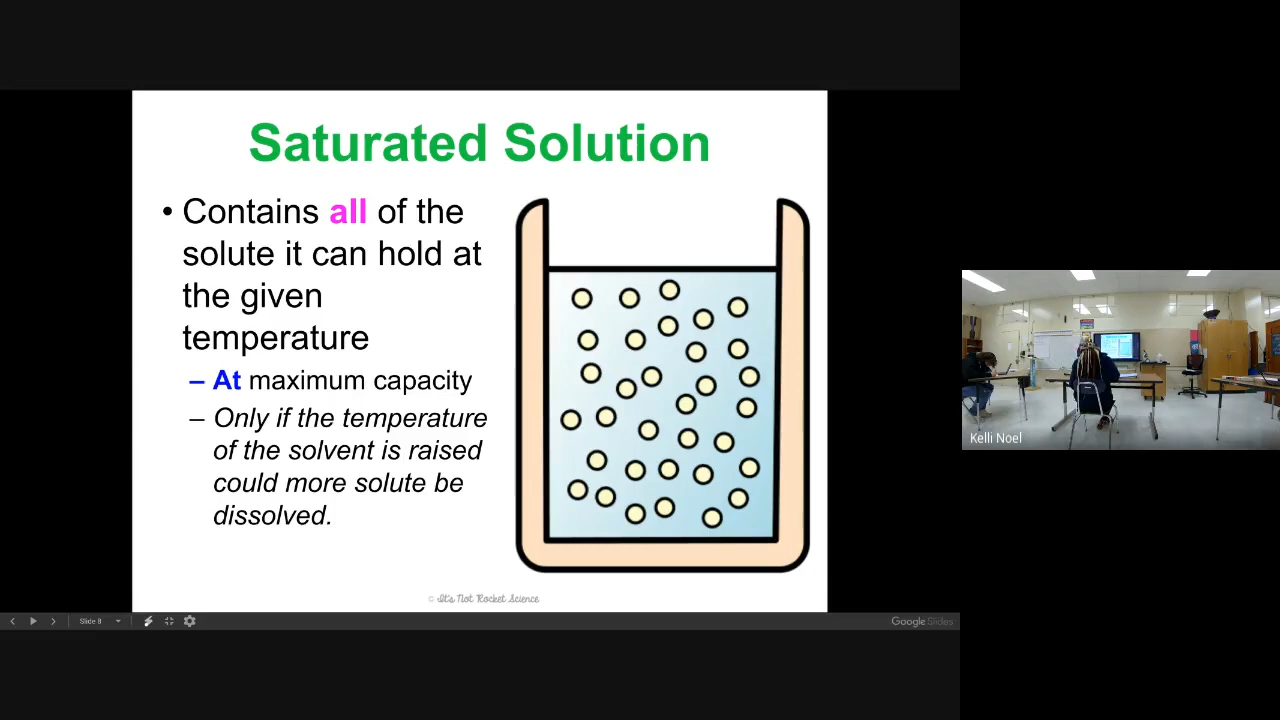 Saturated Solution
• Contains all of the
solute it can hold at
the given
temperature
– At maximum capacity
– Only if the temperature
of the solvent is raised
could more solute be
dissolved.
© It's Not Rocket Science
Slide 8
Google Slides
Kelli Noel